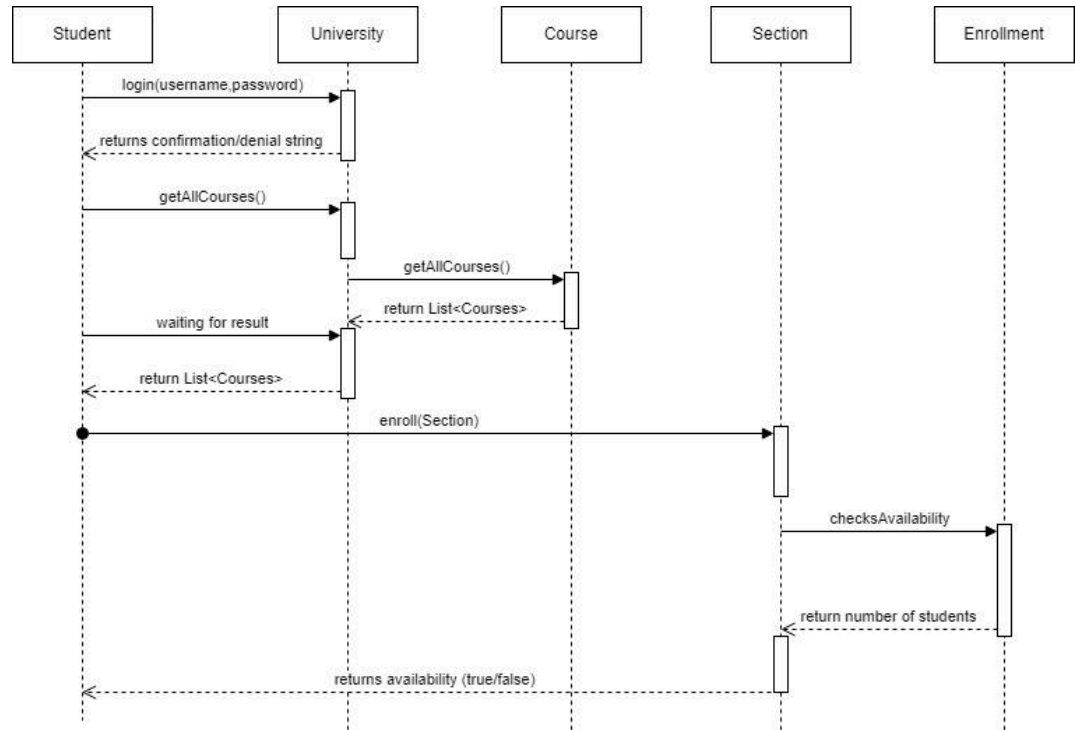 Student
University
Course
Section
Enrollment
login(username,password)
returns confirmation/denial string
getAllCourses()
getAllCourses()
return List<Courses>
waiting for result
return List<Courses>
enroll(Section)
checksAvailability
return number of students
returns availability (true/false)